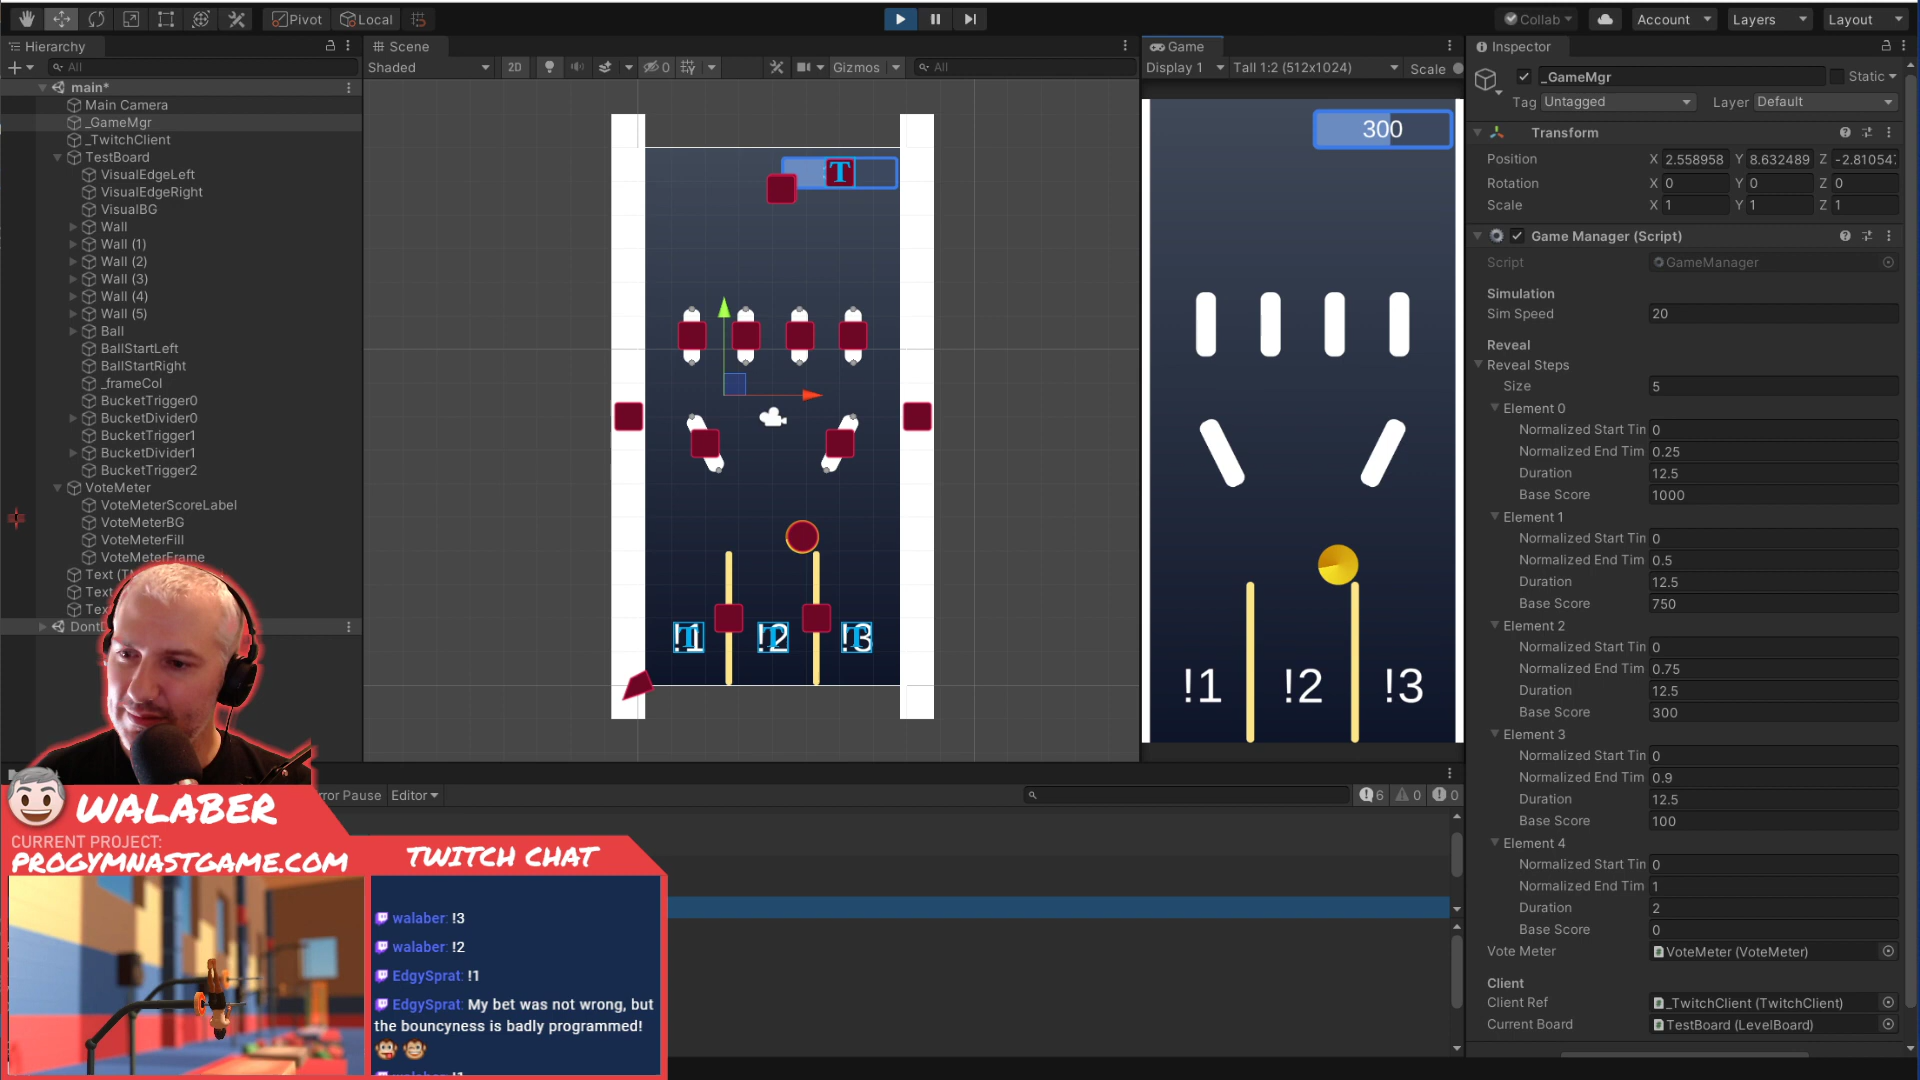 Pivot
Local
Collab
Account
Layers
Layout
Hierarchy
Scene
Game
Inspector
All
Shaded
2D
0
Gizmos
All
Display 1
Tall 1:2 (512x1024)
Scale
_GameMgr
Static
Tag Untagged
Layer Default
main*
Main Camera
_GameMgr
_TwitchClient
TestBoard
VisualEdgeLeft
VisualEdgeRight
VisualBG
Wall
Wall (1)
Wall (2)
Wall (3)
Wall (4)
Wall (5)
Ball
BallStartLeft
BallStartRight
_frameCol
BucketTrigger0
BucketDivider0
BucketTrigger1
BucketDivider1
BucketTrigger2
VoteMeter
VoteMeterScoreLabel
VoteMeterBG
VoteMeterFill
VoteMeterFrame
Text (T
Text
Tex
Dont
T
!1
!2
!3
300
!1
!2
!3
Transform
Position X 2.558958 Y 8.632489 Z -2.810547
Rotation X 0 Y 0 Z 0
Scale X 1 Y 1 Z 1
Game Manager (Script)
Script GameManager
Simulation
Sim Speed 20
Reveal
Reveal Steps
Size 5
Element 0
Normalized Start Tin 0
Normalized End Tim 0.25
Duration 12.5
Base Score 1000
Element 1
Normalized Start Tin 0
Normalized End Tim 0.5
Duration 12.5
Base Score 750
Element 2
Normalized Start Tin 0
Normalized End Tim 0.75
Duration 12.5
Base Score 300
Element 3
Normalized Start Tin 0
Normalized End Tim 0.9
Duration 12.5
Base Score 100
Element 4
Normalized Start Tin 0
Normalized End Tim 1
Duration 2
Base Score 0
Vote Meter VoteMeter (VoteMeter)
Client
Client Ref _TwitchClient (TwitchClient)
Current Board TestBoard (LevelBoard)
rror Pause
Editor
6
0
0
WALABER
CURRENT PROJECT:
PROGYMNASTGAME.COM
TWITCH CHAT
walaber: !3
walaber: !2
EdgySprat: !1
EdgySprat: My bet was not wrong, but
the bouncyness is badly programmed!